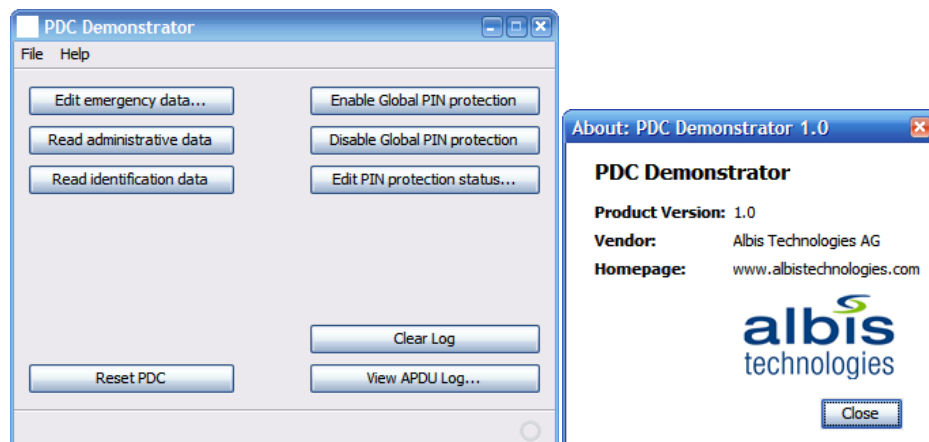 PDC Demonstrator
File Help
Edit emergency data...
Enable Global PIN protection
Read administrative data
Disable Global PIN protection
Read identification data
Edit PIN protection status...
Clear Log
Reset PDC
View APDU Log...
About: PDC Demonstrator 1.0
PDC Demonstrator
Product Version: 1.0
Vendor: Albis Technologies AG
Homepage: www.albistechnologies.com
albis
technologies
Close